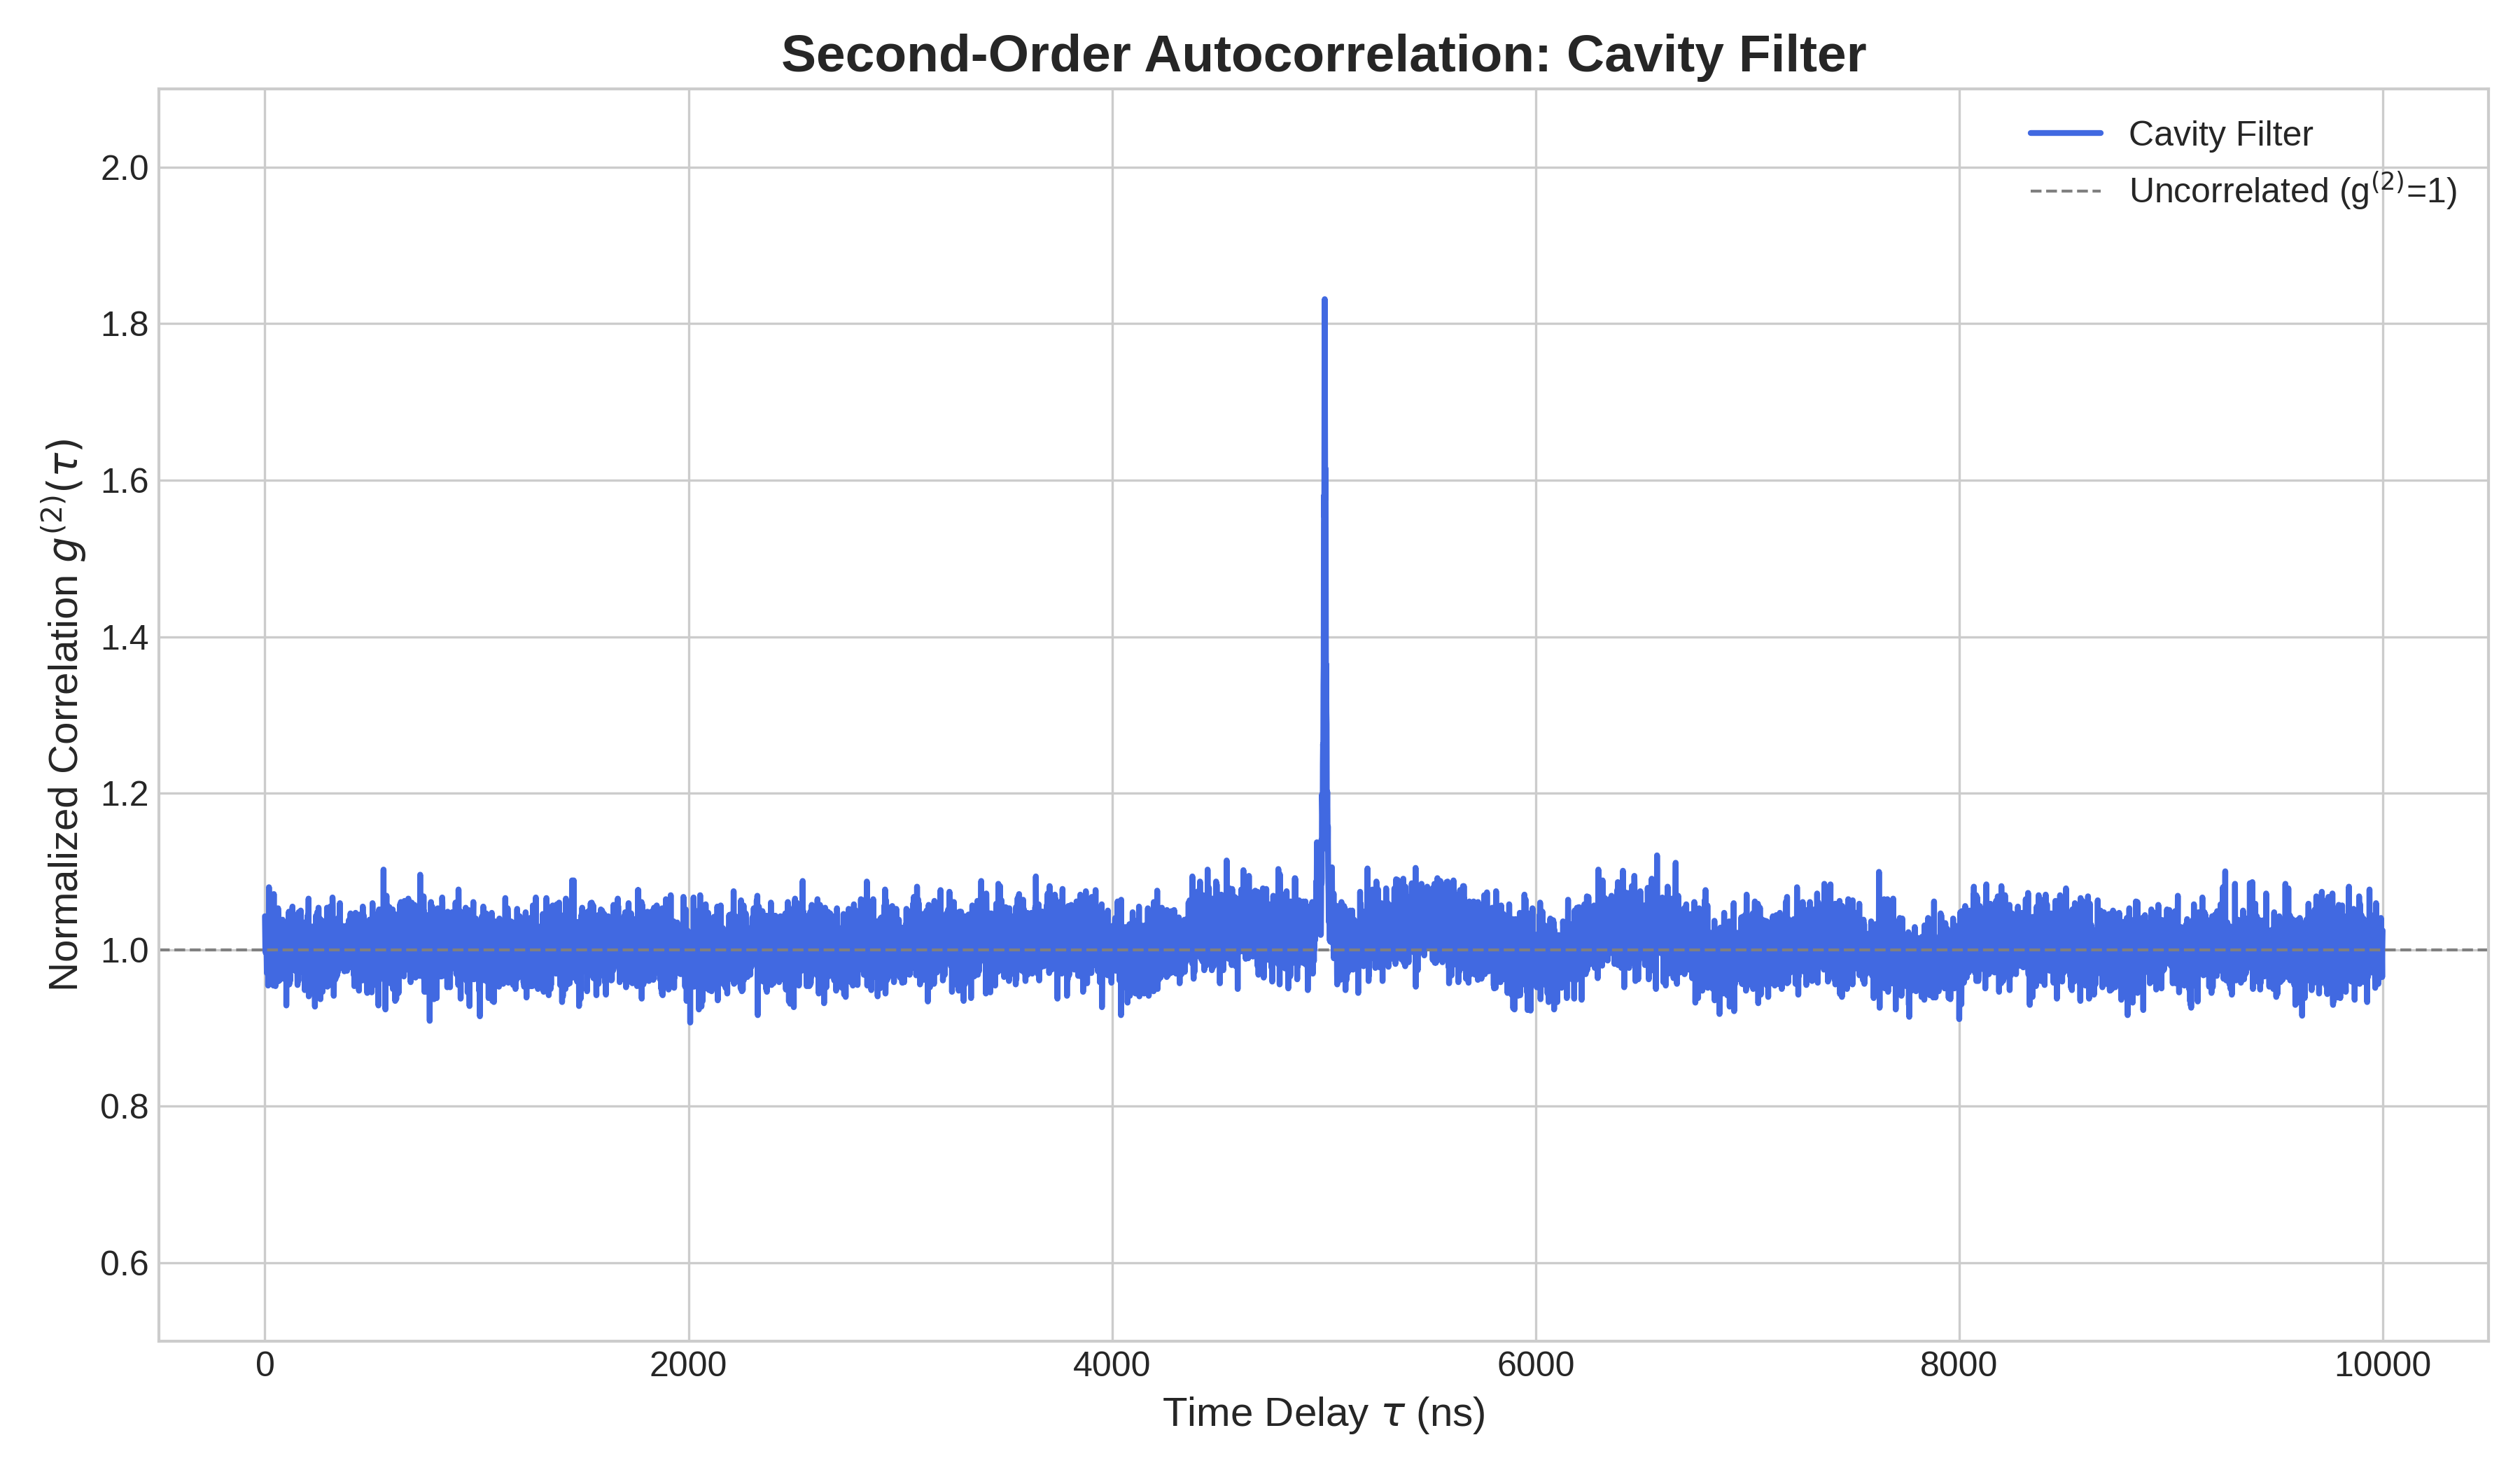 Second-Order Autocorrelation: Cavity Filter
Cavity Filter
Uncorrelated (g⁽²⁾=1)
Normalized Correlation g⁽²⁾(τ)
2.0
1.8
1.6
1.4
1.2
1.0
0.8
0.6
0 2000 4000 6000 8000 10000
Time Delay τ (ns)